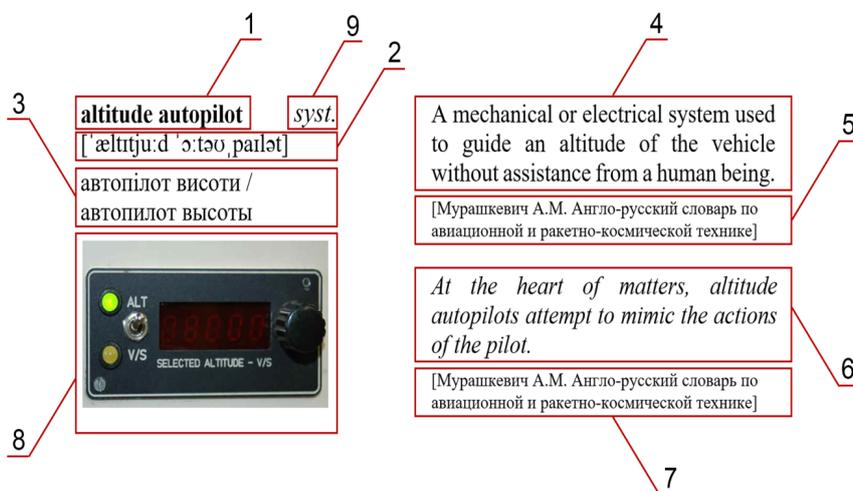 1
9
2
4
3
5
altitude autopilot syst.
[ˈæltɪtjuːd ˈɔːtəʊˌpaɪlət]
автопілот висоти /
автопилот высоты
ALT
V/S
08000
SELECTED ALTITUDE – V/S
8
A mechanical or electrical system used
to guide an altitude of the vehicle
without assistance from a human being.
[Мурашкевич А.М. Англо-русский словарь по
авиационной и ракетно-космической технике]
At the heart of matters, altitude
autopilots attempt to mimic the actions
of the pilot.
[Мурашкевич А.М. Англо-русский словарь по
авиационной и ракетно-космической технике]
6
7